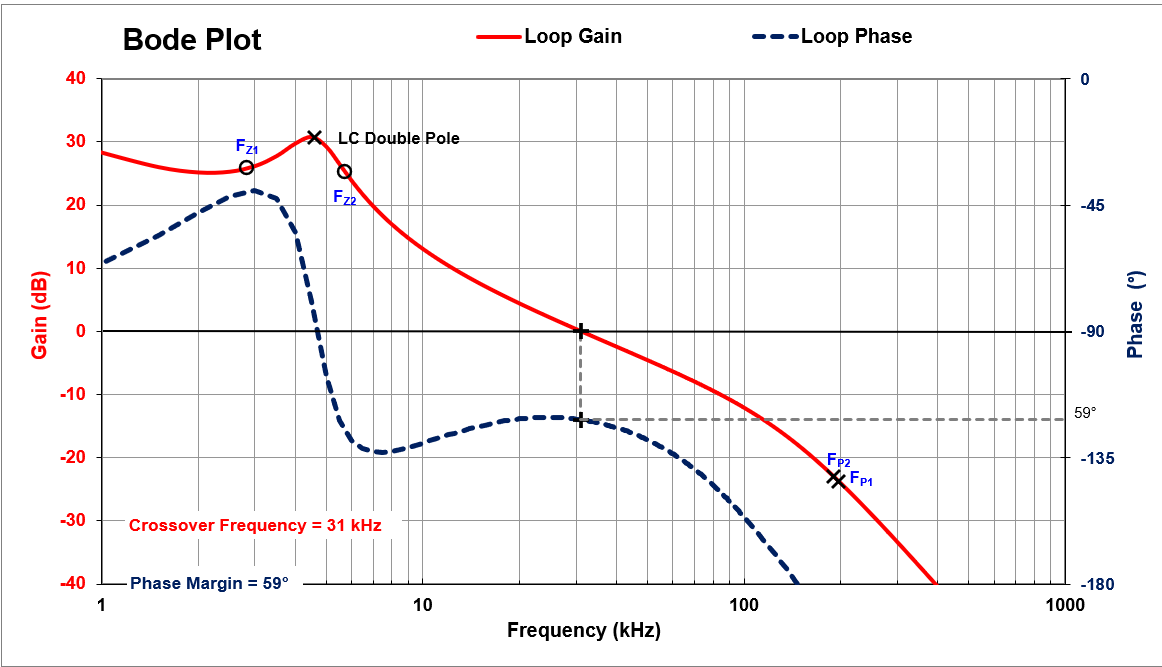 Bode Plot
Loop Gain
Loop Phase
40
30
20
10
0
-10
-20
-30
-40
Gain (dB)
0
-45
-90
-135
-180
Phase (°)
FZ1
LC Double Pole
FZ2
59°
FP2
FP1
Crossover Frequency = 31 kHz
Phase Margin = 59°
1
10
100
1000
Frequency (kHz)